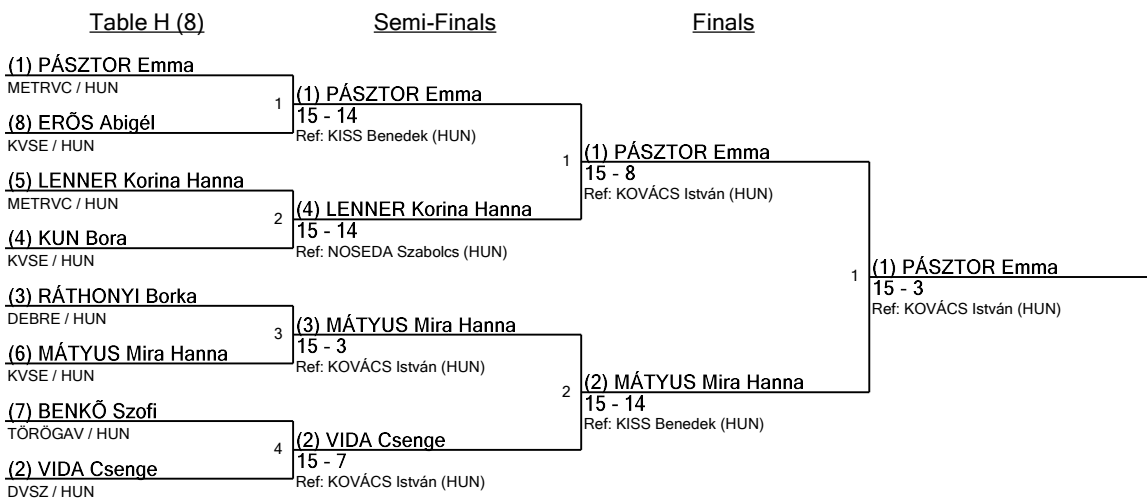 Table H (8)
Semi-Finals
Finals
(1) PÁSZTOR Emma
METRVC / HUN
(8) ERÕS Abigél
KVSE / HUN
(5) LENNER Korina Hanna
METRVC / HUN
(4) KUN Bora
KVSE / HUN
(3) RÁTHONYI Borka
DEBRE / HUN
(6) MÁTYUS Mira Hanna
KVSE / HUN
(7) BENKÕ Szofi
TÖRÖGAV / HUN
(2) VIDA Csenge
DVSZ / HUN
1
(1) PÁSZTOR Emma
15 - 14
Ref: KISS Benedek (HUN)
2
(4) LENNER Korina Hanna
15 - 14
Ref: NOSEDA Szabolcs (HUN)
3
(3) MÁTYUS Mira Hanna
15 - 3
Ref: KOVÁCS István (HUN)
4
(2) VIDA Csenge
15 - 7
Ref: KOVÁCS István (HUN)
1
(1) PÁSZTOR Emma
15 - 8
Ref: KOVÁCS István (HUN)
2
(2) MÁTYUS Mira Hanna
15 - 14
Ref: KISS Benedek (HUN)
1
(1) PÁSZTOR Emma
15 - 3
Ref: KOVÁCS István (HUN)